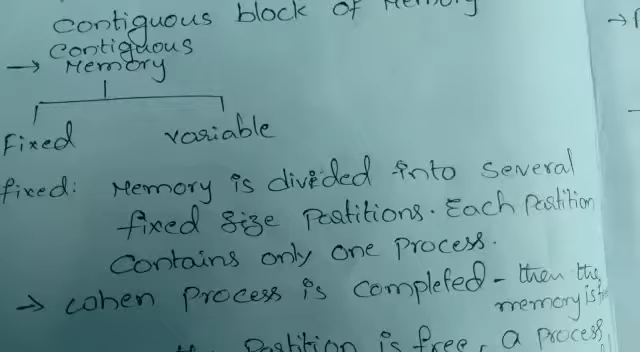 contiguous block of Memory
Contiguous
→ Memory
Fixed variable
fixed: Memory is divided into several
fixed size Partitions. Each Partition
Contains only one process.
→ when process is completed - then the
memory is
Partition is free, a process